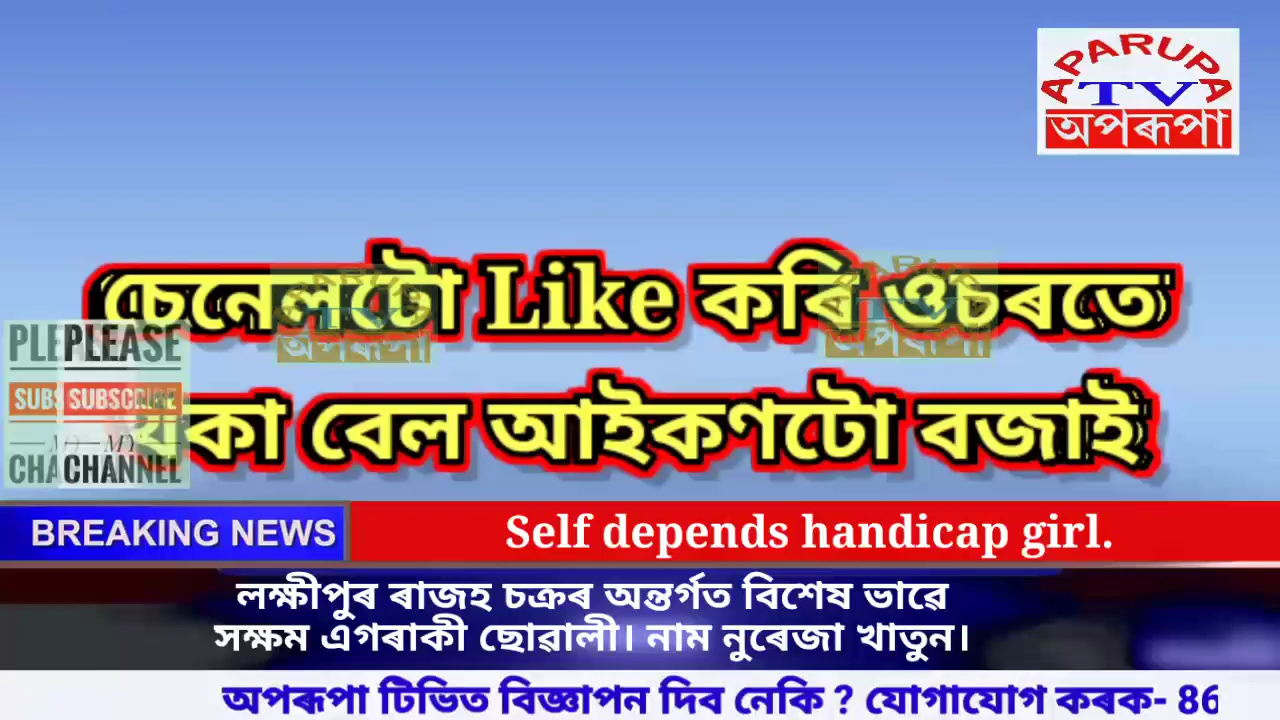 APARUPA
TV
অপৰূপা
চেনেলটো Like কৰি ওচৰতে
থকা বেল আইকণটো বজাই
PLEASE
SUBSCRIBE
MY
CHANNEL
BREAKING NEWS
Self depends handicap girl.
লক্ষীপুৰ ৰাজহ চক্ৰৰ অন্তৰ্গত বিশেষ ভাৱে
সক্ষম এগৰাকী ছোৱালী। নাম নুৰেজা খাতুন।
অপৰূপা টিভিত বিজ্ঞাপন দিব নেকি ? যোগাযোগ কৰক- 86